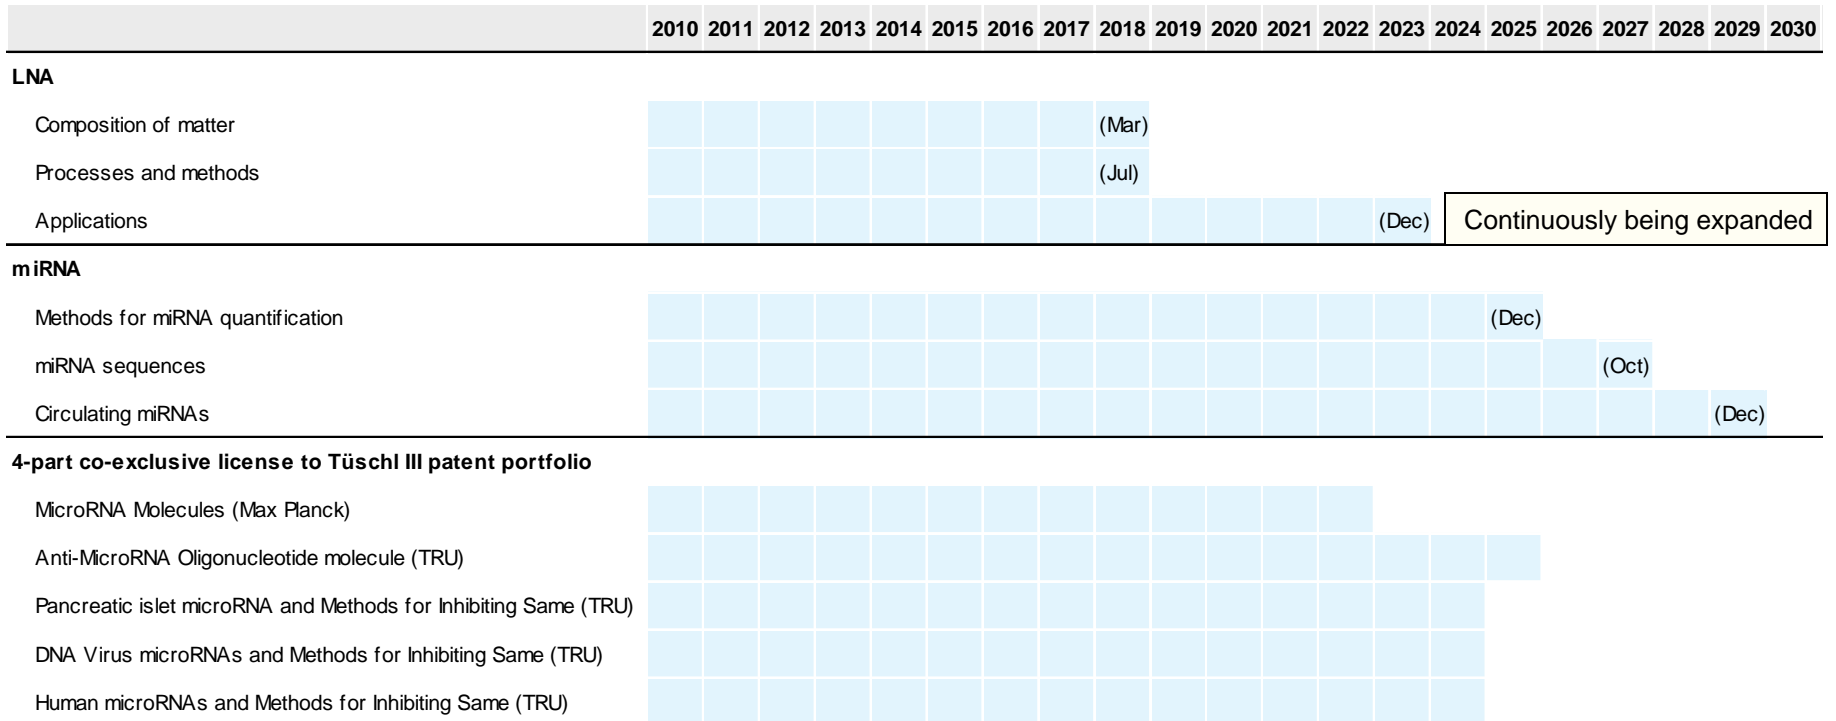 2010 2011 2012 2013 2014 2015 2016 2017 2018 2019 2020 2021 2022 2023 2024 2025 2026 2027 2028 2029 2030
LNA
Composition of matter (Mar)
Processes and methods (Jul)
Applications (Dec) Continuously being expanded
miRNA
Methods for miRNA quantification (Dec)
miRNA sequences (Oct)
Circulating miRNAs (Dec)
4-part co-exclusive license to Tüschl III patent portfolio
MicroRNA Molecules (Max Planck)
Anti-MicroRNA Oligonucleotide molecule (TRU)
Pancreatic islet microRNA and Methods for Inhibiting Same (TRU)
DNA Virus microRNAs and Methods for Inhibiting Same (TRU)
Human microRNAs and Methods for Inhibiting Same (TRU)